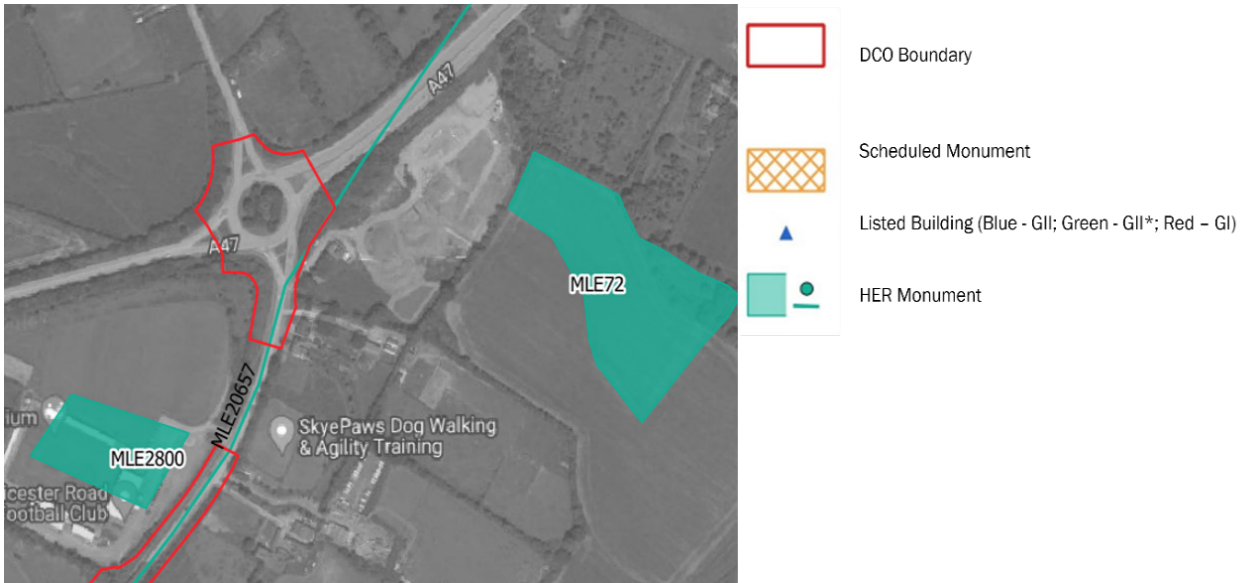 A47
A47
MLE72
MLE20657
SkyePaws Dog Walking
& Agility Training
MLE2800
ium
icester Road
ootball Club
DCO Boundary
Scheduled Monument
Listed Building (Blue - GII; Green - GII*; Red – GI)
HER Monument